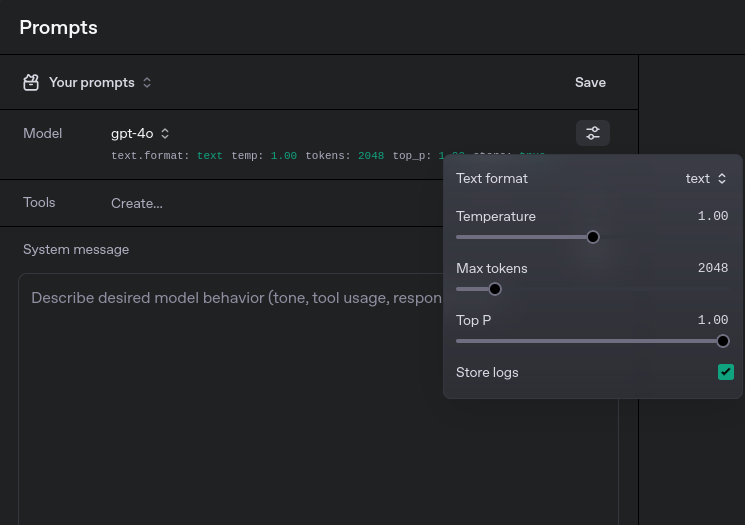 Prompts
Your prompts
Save
Model
gpt-4o
text.format: text temp: 1.00 tokens: 2048 top_p:
Tools
Create...
System message
Describe desired model behavior (tone, tool usage, respon
Text format
text
Temperature
1.00
Max tokens
2048
Top P
1.00
Store logs